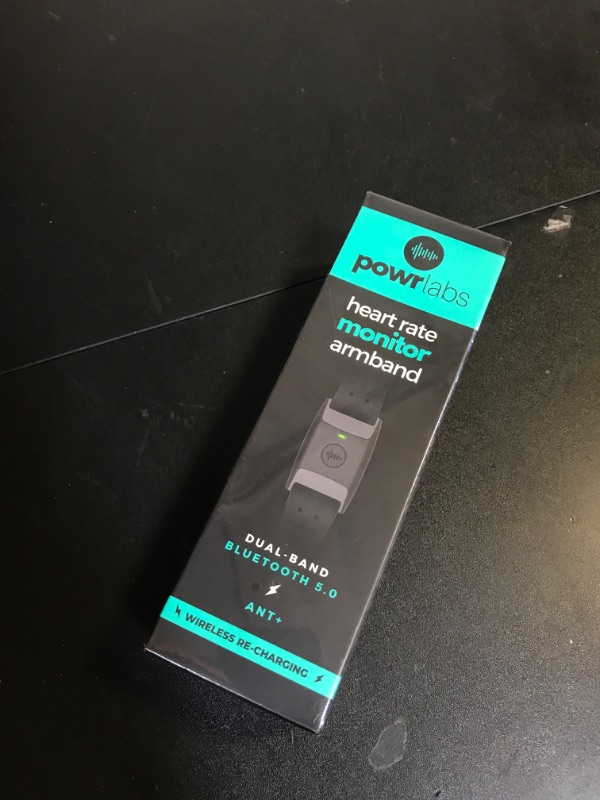 powrlabs
heart rate
monitor
armband
DUAL-BAND
BLUETOOTH 5.0
ANT+
WIRELESS RE-CHARGING